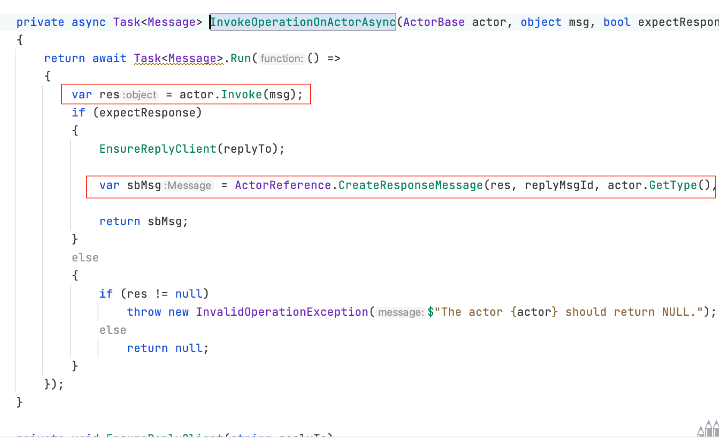 private async Task<Message> InvokeOperationOnActorAsync(ActorBase actor, object msg, bool expectRespon
{
return await Task<Message>.Run( function: () =>
{
var res :object = actor.Invoke(msg);
if (expectResponse)
{
EnsureReplyClient(replyTo);
var sbMsg :Message = ActorReference.CreateResponseMessage(res, replyMsgId, actor.GetType(),
return sbMsg;
}
else
{
if (res != null)
throw new InvalidOperationException( message: $"The actor {actor} should return NULL.");
else
return null;
}
});
}
private void EnsureReplyClient(string replyTo)